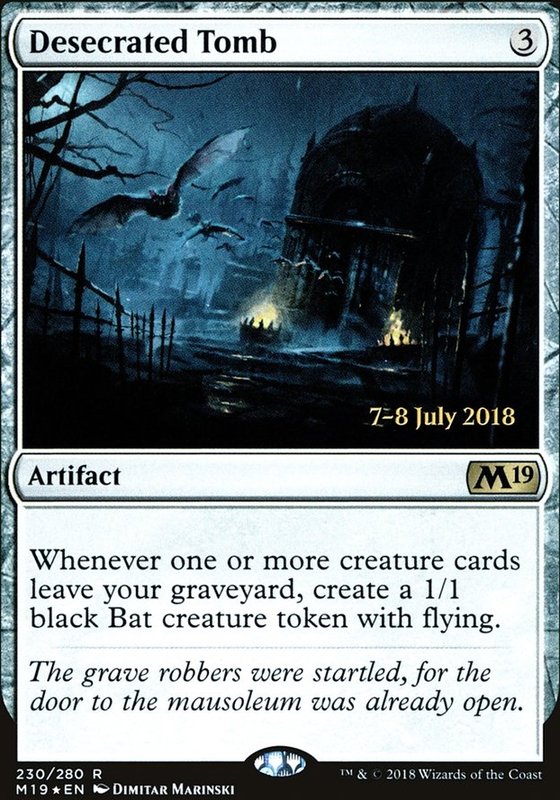 Desecrated Tomb 3
7–8 July 2018
Artifact M19
Whenever one or more creature cards
leave your graveyard, create a 1/1
black Bat creature token with flying.
The grave robbers were startled, for the
door to the mausoleum was already open.
230/280 R
M19★EN Dimitar Marinski
™ & © 2018 Wizards of the Coast